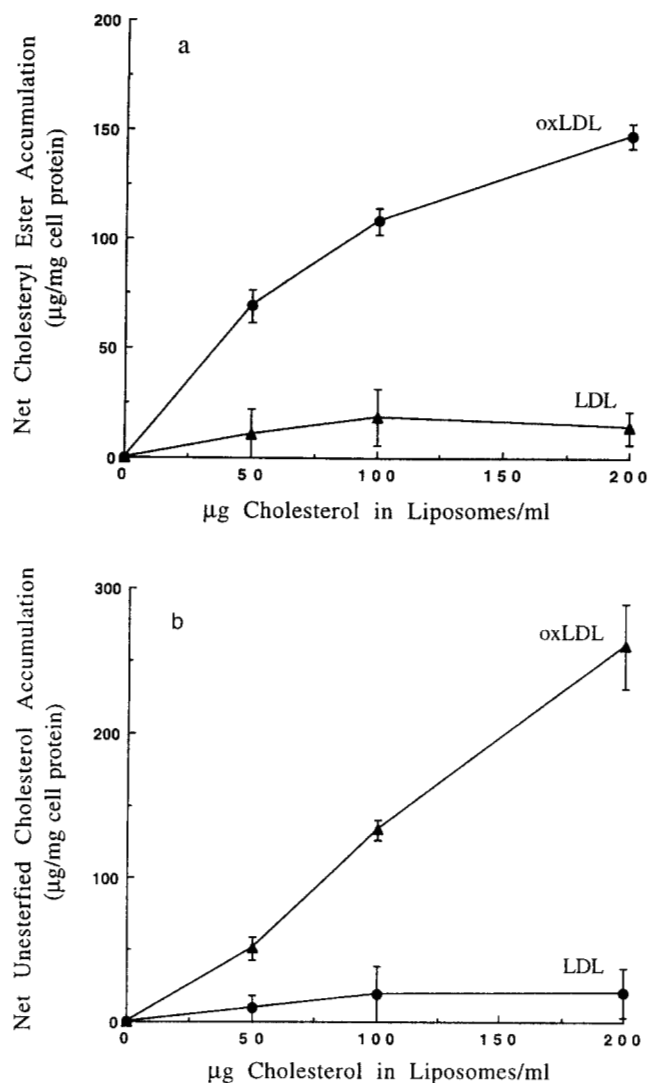 a
Net Cholesteryl Ester Accumulation
(µg/mg cell protein)
200
150
100
50
0
oxLDL
LDL
0 50 100 150 200
µg Cholesterol in Liposomes/ml
b
Net Unesterfied Cholesterol Accumulation
(µg/mg cell protein)
300
200
100
0
oxLDL
LDL
0 50 100 150 200
µg Cholesterol in Liposomes/ml